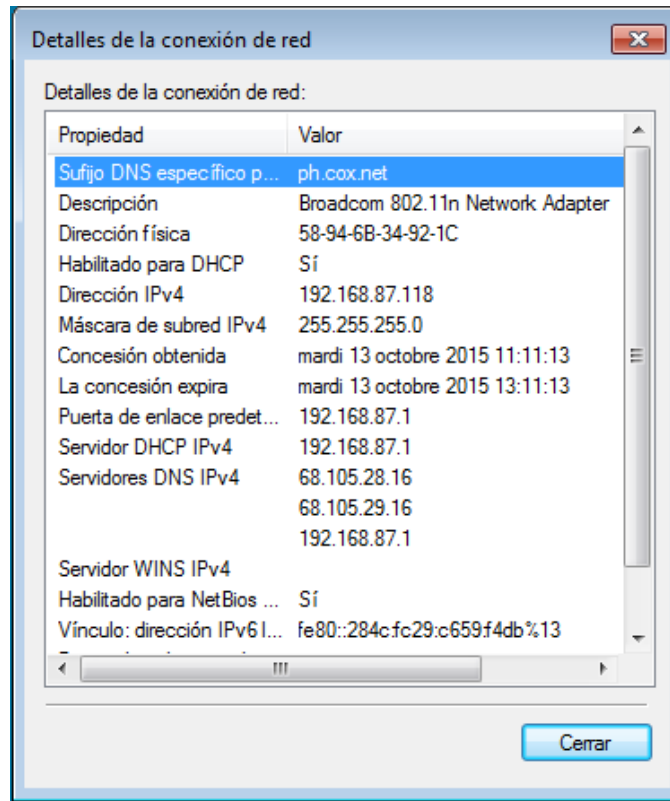 Detalles de la conexión de red
Detalles de la conexión de red:
Propiedad Valor
Sufijo DNS específico p... ph.cox.net
Descripción Broadcom 802.11n Network Adapter
Dirección física 58-94-6B-34-92-1C
Habilitado para DHCP Sí
Dirección IPv4 192.168.87.118
Máscara de subred IPv4 255.255.255.0
Concesión obtenida mardi 13 octobre 2015 11:11:13
La concesión expira mardi 13 octobre 2015 13:11:13
Puerta de enlace predet... 192.168.87.1
Servidor DHCP IPv4 192.168.87.1
Servidores DNS IPv4 68.105.28.16
68.105.29.16
192.168.87.1
Servidor WINS IPv4
Habilitado para NetBios ... Sí
Vínculo: dirección IPv6 l... fe80::284c:fc29:c659:f4db%13
Cerrar